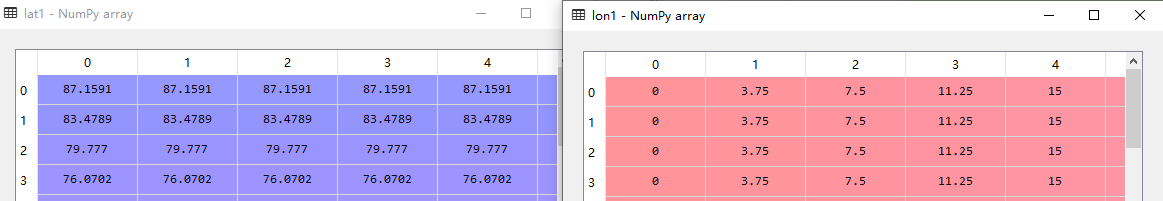 lat1 - NumPy array
0 1 2 3 4
0 87.1591 87.1591 87.1591 87.1591 87.1591
1 83.4789 83.4789 83.4789 83.4789 83.4789
2 79.777 79.777 79.777 79.777 79.777
3 76.0702 76.0702 76.0702 76.0702 76.0702
lon1 - NumPy array
0 1 2 3 4
0 0 3.75 7.5 11.25 15
1 0 3.75 7.5 11.25 15
2 0 3.75 7.5 11.25 15
3 0 3.75 7.5 11.25 15